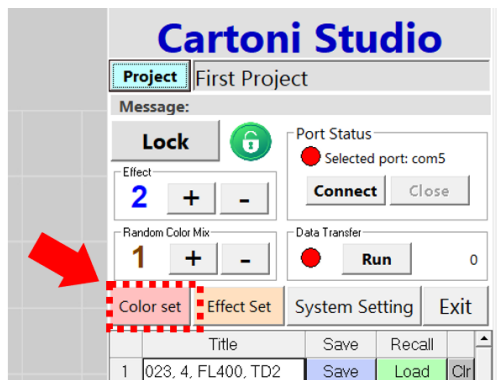 Cartoni Studio
Project First Project
Message:
Lock
Port Status
Selected port: com5
Connect Close
Effect
2 + -
Random Color Mix
1 + -
Data Transfer
Run 0
Color set Effect Set System Setting Exit
Title Save Recall
1 023, 4, FL400, TD2 Save Load Clr